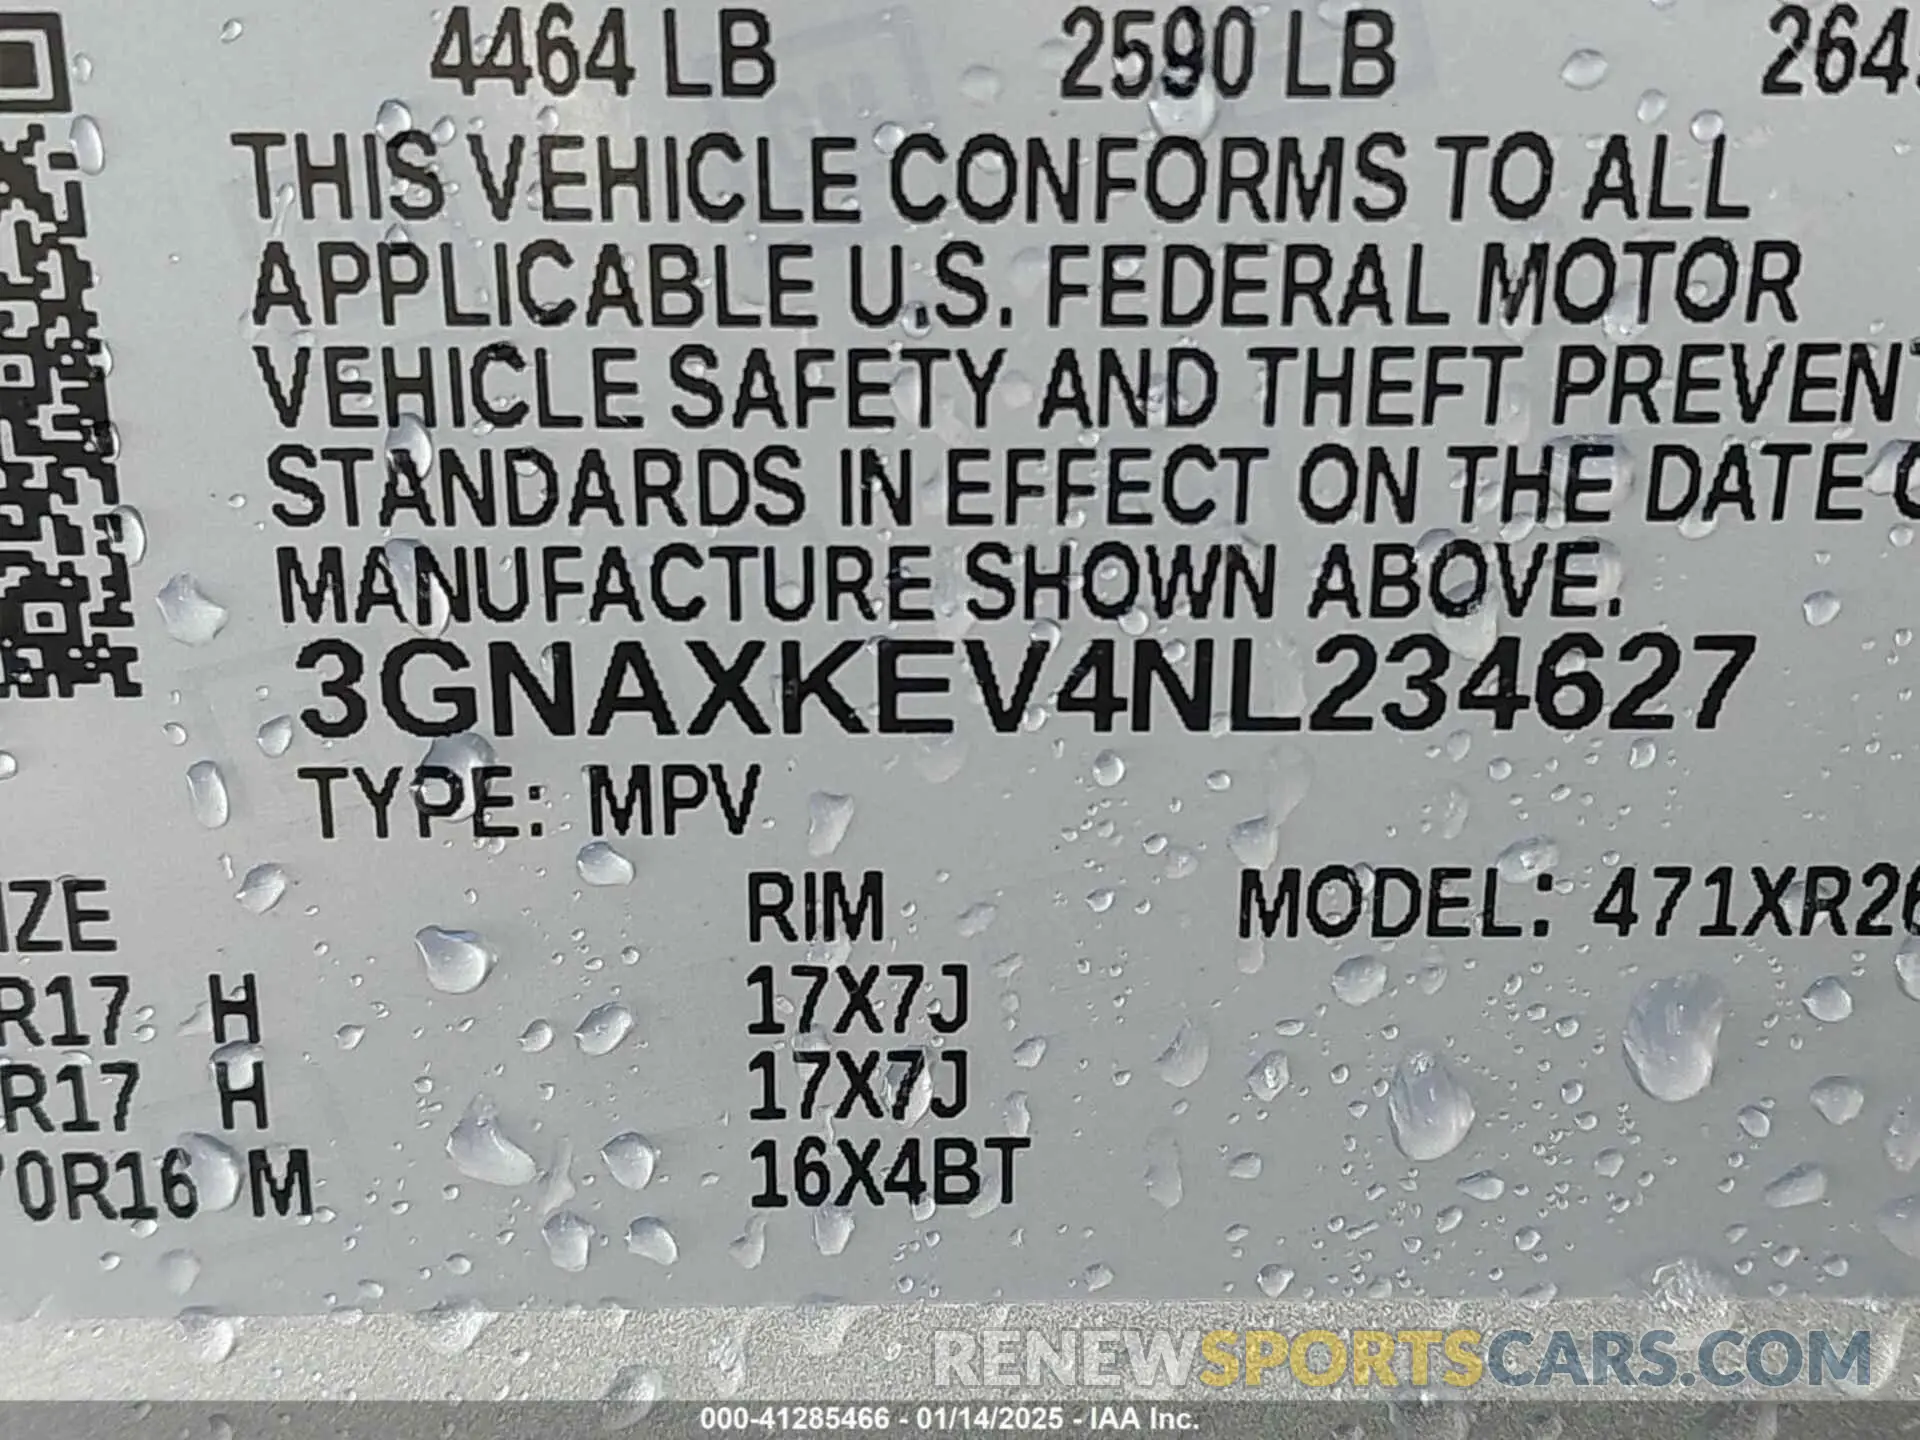 4464 LB 2590 LB
THIS VEHICLE CONFORMS TO ALL
APPLICABLE U.S. FEDERAL MOTOR
VEHICLE SAFETY AND THEFT PREVENT
STANDARDS IN EFFECT ON THE DATE
MANUFACTURE SHOWN ABOVE.
3GNAXKEV4NL234627
TYPE: MPV
IZE RIM MODEL: 471XR26
R17 H 17X7J
R17 H 17X7J
70R16 M 16X4BT
RENEWSPORTSCARS.COM
000-41285466 - 01/14/2025 - IAA Inc.